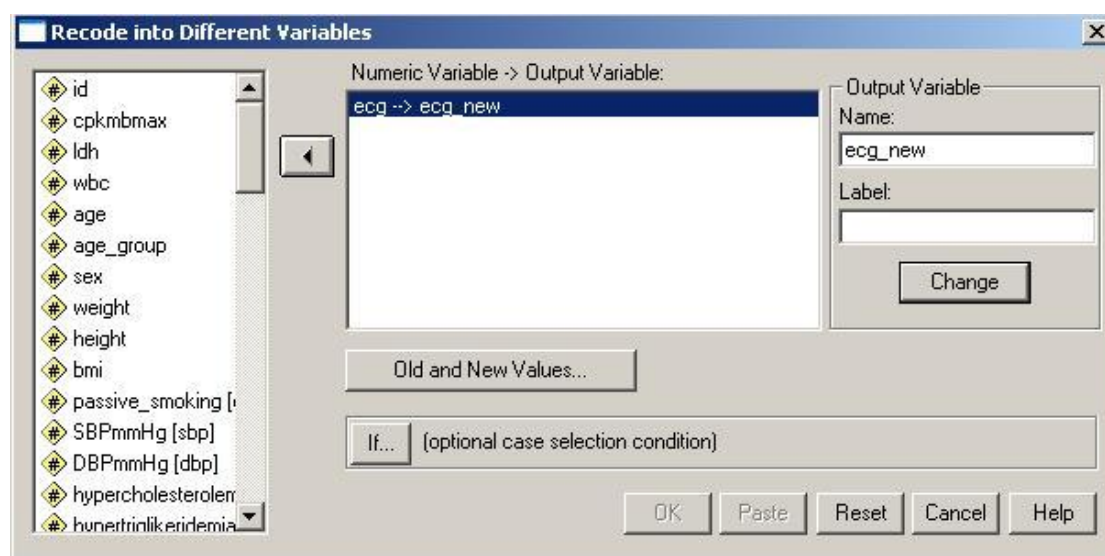 Recode into Different Variables
id
cpkmbmax
ldh
wbc
age
age_group
sex
weight
height
bmi
passive_smoking [
SBPmmHg [sbp]
DBPmmHg [dbp]
hypercholesterolem
hypertriglikeridemia
Numeric Variable -> Output Variable:
ecg --> ecg_new
Output Variable
Name:
ecg_new
Label:
Change
Old and New Values...
If... (optional case selection condition)
OK Paste Reset Cancel Help